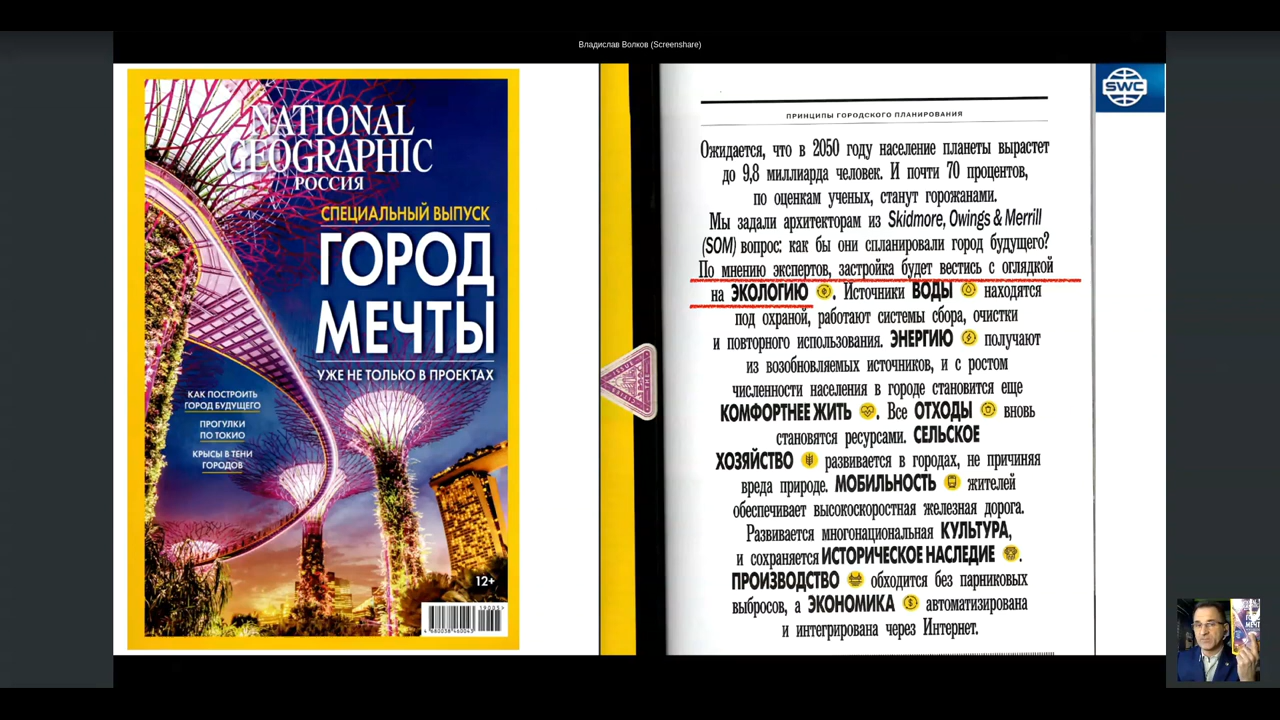 Владислав Волков (Screenshare)
NATIONAL
GEOGRAPHIC
РОССИЯ
СПЕЦИАЛЬНЫЙ ВЫПУСК
ГОРОД
МЕЧТЫ
УЖЕ НЕ ТОЛЬКО В ПРОЕКТАХ
КАК ПОСТРОИТЬ
ГОРОД БУДУЩЕГО
ПРОГУЛКИ
ПО ТОКИО
КРЫСЫ В ТЕНИ
ГОРОДОВ
12+
19005
4 680038 460043
ПРИНЦИПЫ ГОРОДСКОГО ПЛАНИРОВАНИЯ
Ожидается, что в 2050 году население планеты вырастет
до 9,8 миллиарда человек. И почти 70 процентов,
по оценкам ученых, станут горожанами.
Мы задали архитекторам из Skidmore, Owings & Merrill
(SOM) вопрос: как бы они спланировали город будущего?
По мнению экспертов, застройка будет вестись с оглядкой
на ЭКОЛОГИЮ. Источники ВОДЫ находятся
под охраной, работают системы сбора, очистки
и повторного использования. ЭНЕРГИЮ получают
из возобновляемых источников, и с ростом
численности населения в городе становится еще
КОМФОРТНЕЕ ЖИТЬ. Все ОТХОДЫ вновь
становятся ресурсами. СЕЛЬСКОЕ
ХОЗЯЙСТВО развивается в городах, не причиняя
вреда природе. МОБИЛЬНОСТЬ жителей
обеспечивает высокоскоростная железная дорога.
Развивается многонациональная КУЛЬТУРА,
и сохраняется ИСТОРИЧЕСКОЕ НАСЛЕДИЕ.
ПРОИЗВОДСТВО обходится без парниковых
выбросов, а ЭКОНОМИКА автоматизирована
и интегрирована через Интернет.
SWC